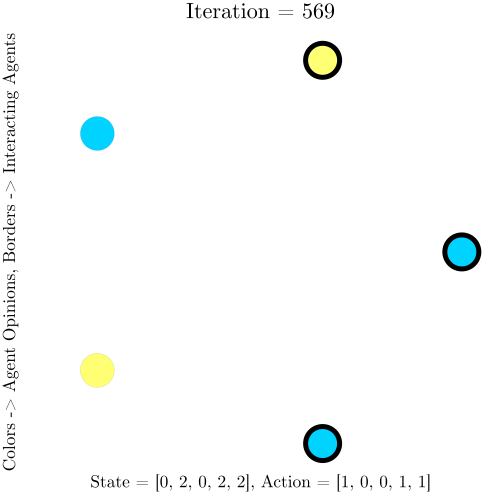 Iteration = 569
Colors -> Agent Opinions, Borders -> Interacting Agents
State = [0, 2, 0, 2, 2], Action = [1, 0, 0, 1, 1]